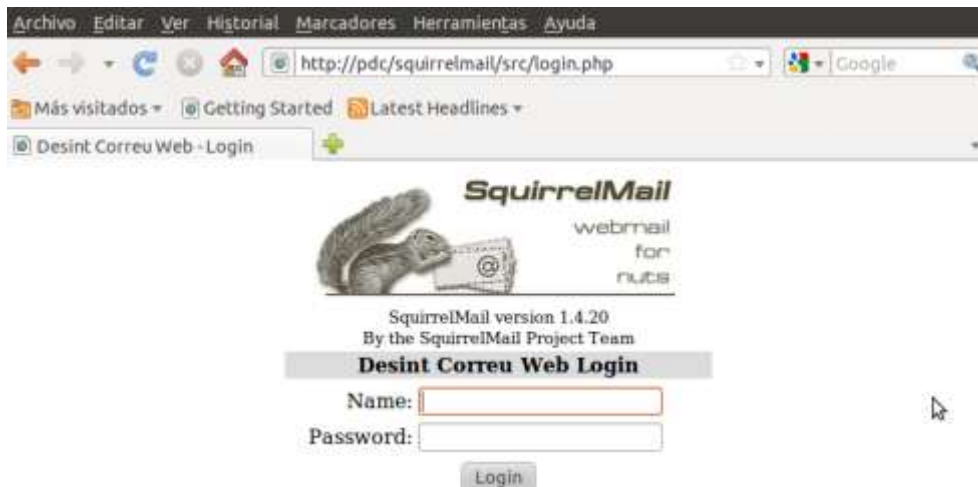 Archivo Editar Ver Historial Marcadores Herramientas Ayuda
http://pdc/squirrelmail/src/login.php Google
Más visitados Getting Started Latest Headlines
Desint Correu Web - Login
SquirrelMail
webmail
for
nuts
@
SquirrelMail version 1.4.20
By the SquirrelMail Project Team
Desint Correu Web Login
Name:
Password:
Login